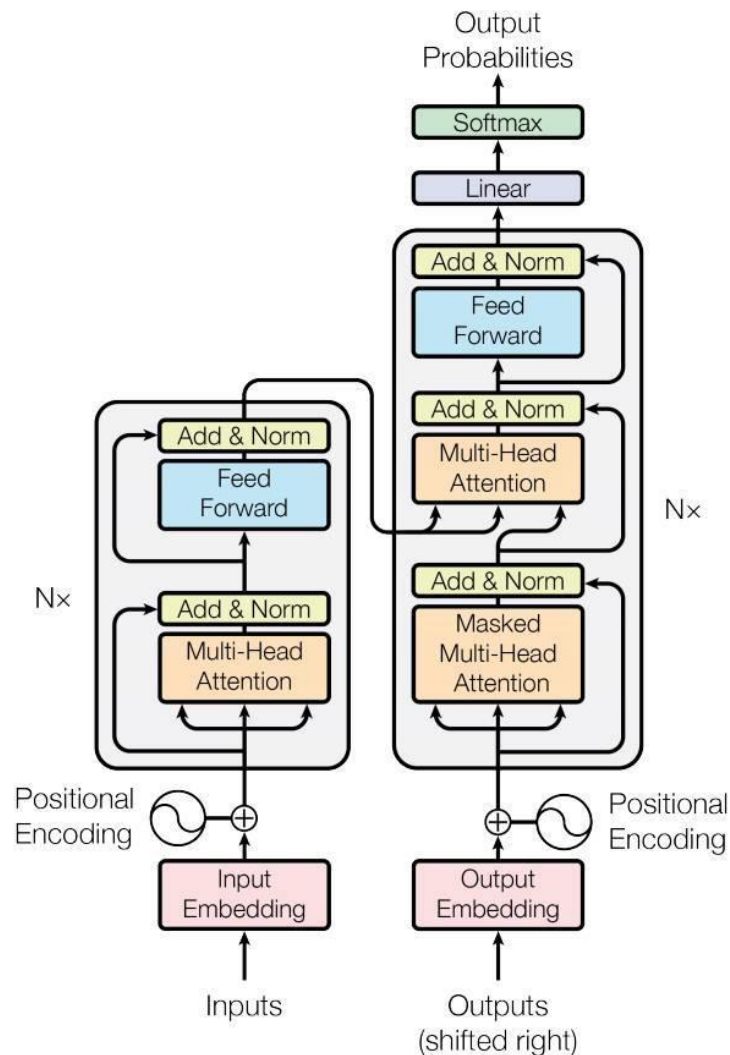 Output
Probabilities
Softmax
Linear
Add & Norm
Feed
Forward
Add & Norm
Multi-Head
Attention
Add & Norm
Masked
Multi-Head
Attention
Nx
Add & Norm
Feed
Forward
Add & Norm
Multi-Head
Attention
Nx
Positional
Encoding
Positional
Encoding
Input
Embedding
Output
Embedding
Inputs
Outputs
(shifted right)